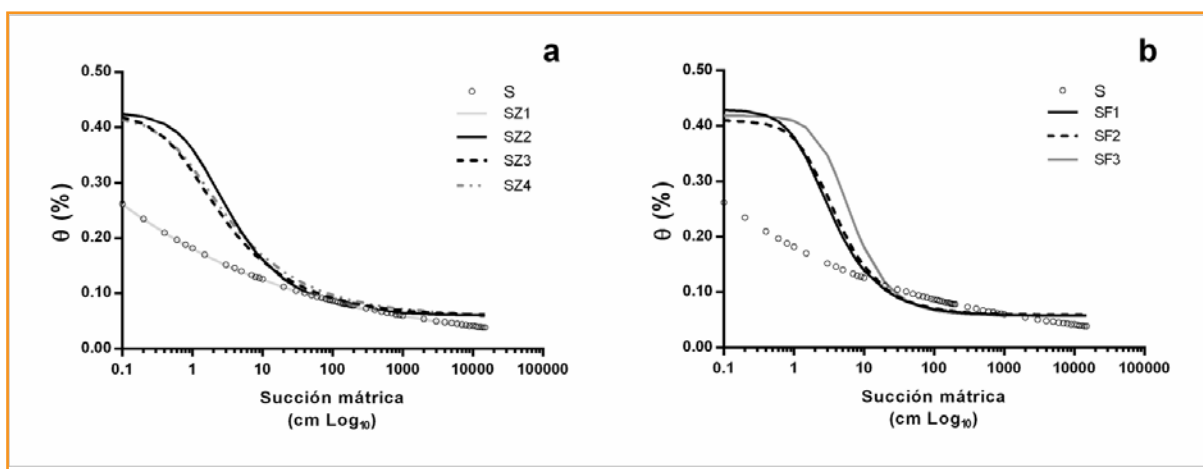 a
0.50
0.40
0.30
0.20
0.10
0.00
θ (%)
S
SZ1
SZ2
SZ3
SZ4
0.1
1
10
100
1000
10000
100000
Succión mátrica
(cm Log₁₀)
b
0.50
0.40
0.30
0.20
0.10
0.00
θ (%)
S
SF1
SF2
SF3
0.1
1
10
100
1000
10000
100000
Succión mátrica
(cm Log₁₀)